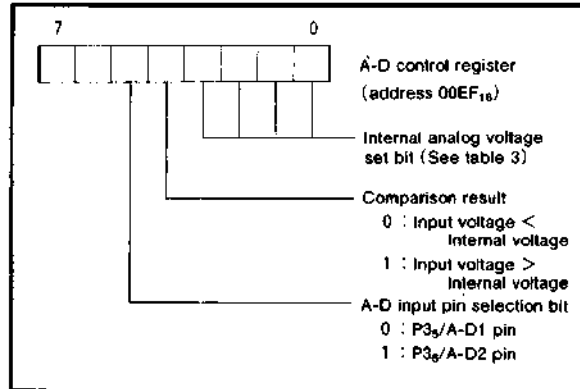 7 0
A-D control register
(address 00EF₁₆)
Internal analog voltage
set bit (See table 3)
Comparison result
0 : Input voltage <
Internal voltage
1 : Input voltage >
Internal voltage
A-D input pin selection bit
0 : P3₅/A-D1 pin
1 : P3₆/A-D2 pin